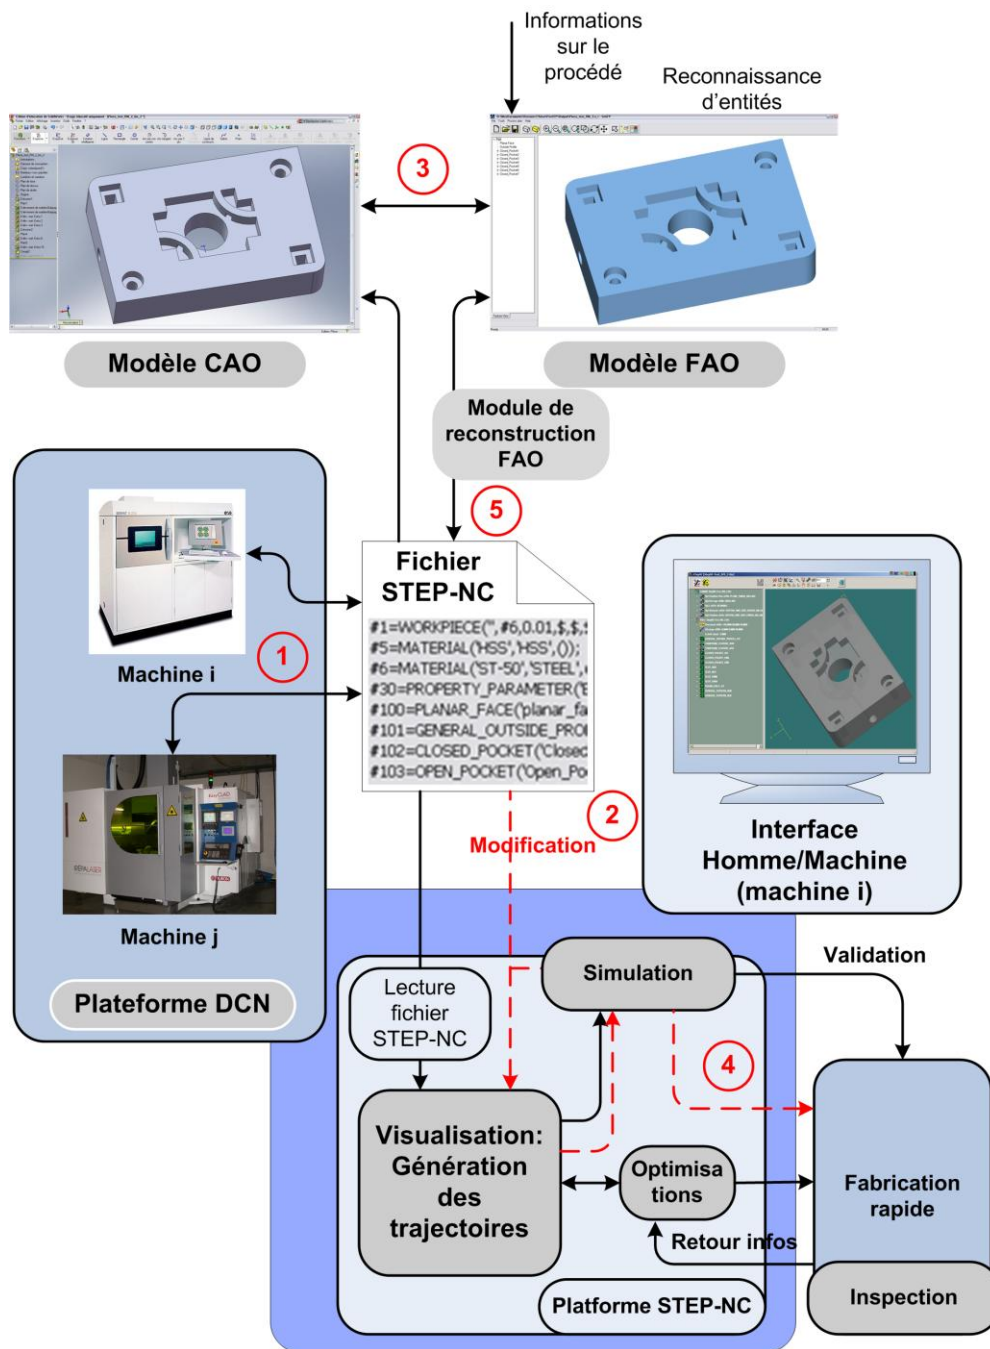 Informations
sur le
procédé
Reconnaissance
d'entités
3
Modèle CAO
Modèle FAO
Module de
reconstruction
FAO
5
Fichier
STEP-NC
#1=WORKPIECE('',#6,0.01,$,$,$
#5=MATERIAL('HSS','HSS',());
#6=MATERIAL('ST-50','STEEL',
#30=PROPERTY_PARAMETER('E
#100=PLANAR_FACE('planar_fa
#101=GENERAL_OUTSIDE_PROF
#102=CLOSED_POCKET('Closed
#103=OPEN_POCKET('Open_Poc
Machine i
1
Machine j
Plateforme DCN
2
Modification
Interface
Homme/Machine
(machine i)
Simulation
Validation
Lecture
fichier
STEP-NC
4
Visualisation:
Génération
des
trajectoires
Optimisa
tions
Fabrication
rapide
Retour infos
Inspection
Platforme STEP-NC